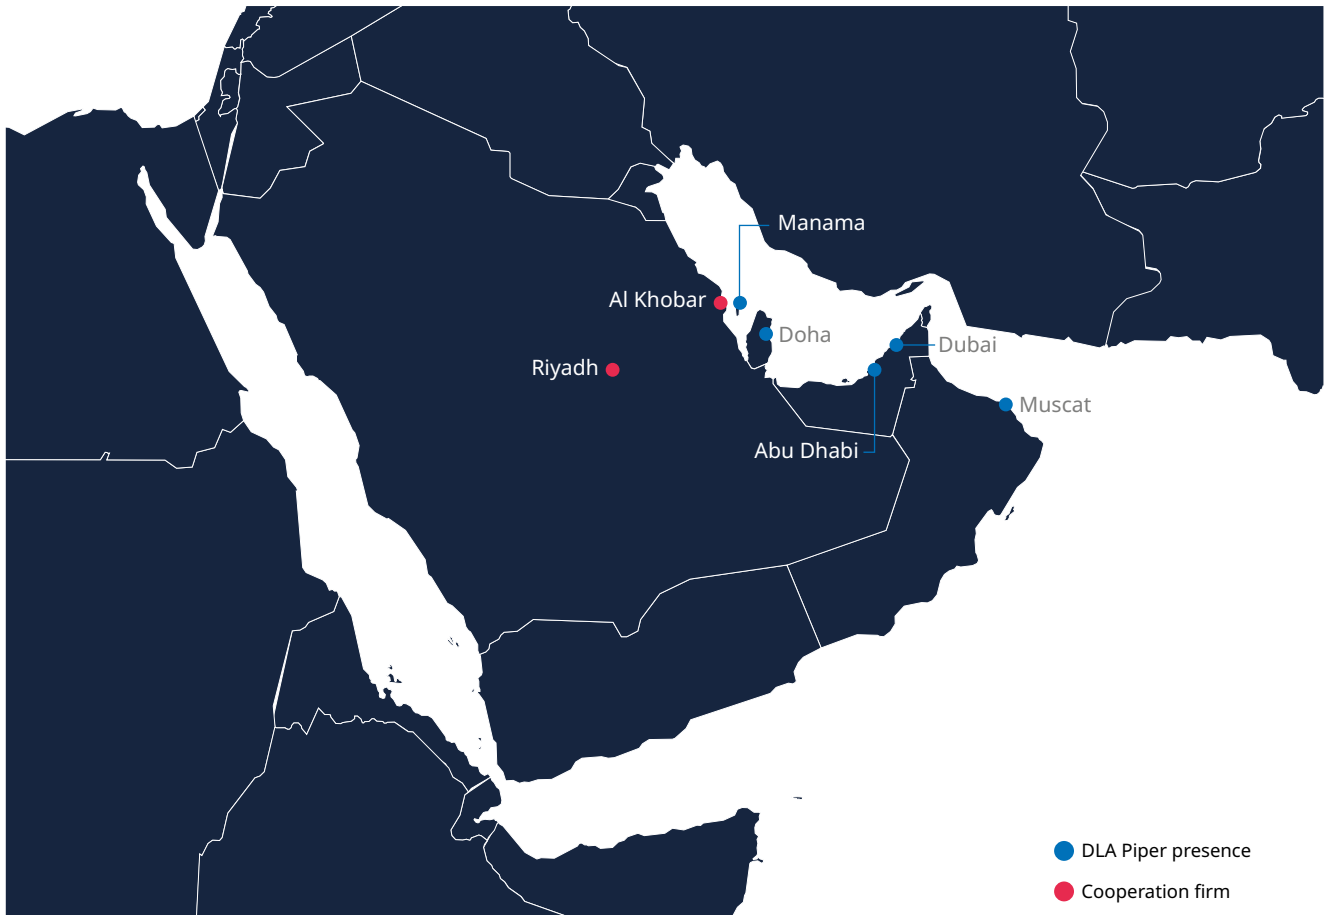 Manama
Al Khobar
Doha
Dubai
Riyadh
Muscat
Abu Dhabi
DLA Piper presence
Cooperation firm